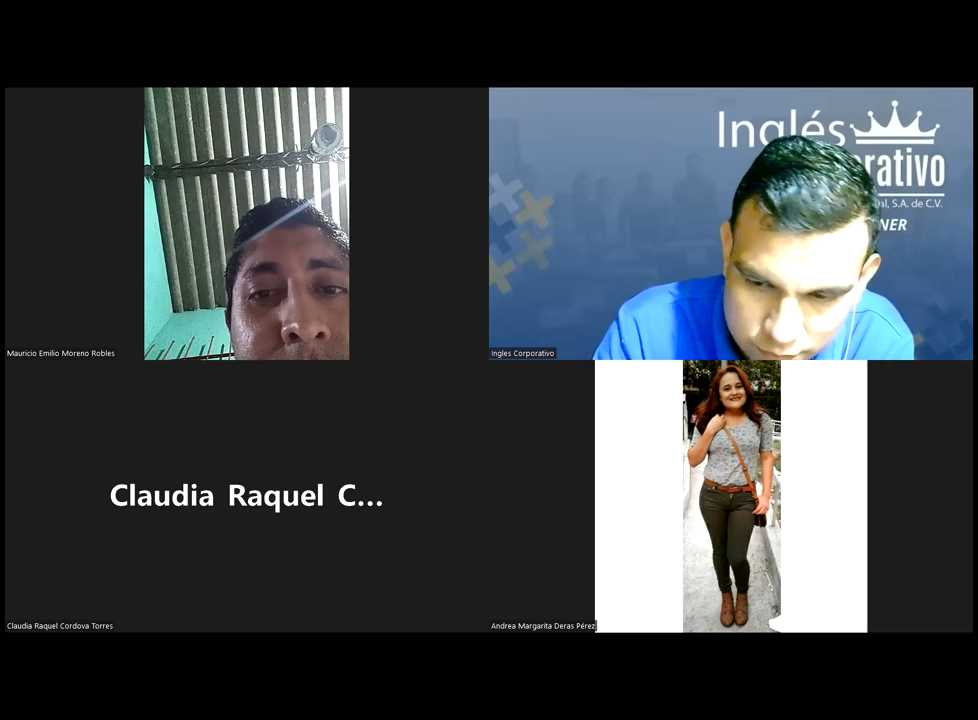 Inglés
rativo
al, S.A. de C.V.
NER
Mauricio Emilio Moreno Robles
Ingles Corporativo
Claudia Raquel C...
Claudia Raquel Cordova Torres
Andrea Margarita Deras Pérez